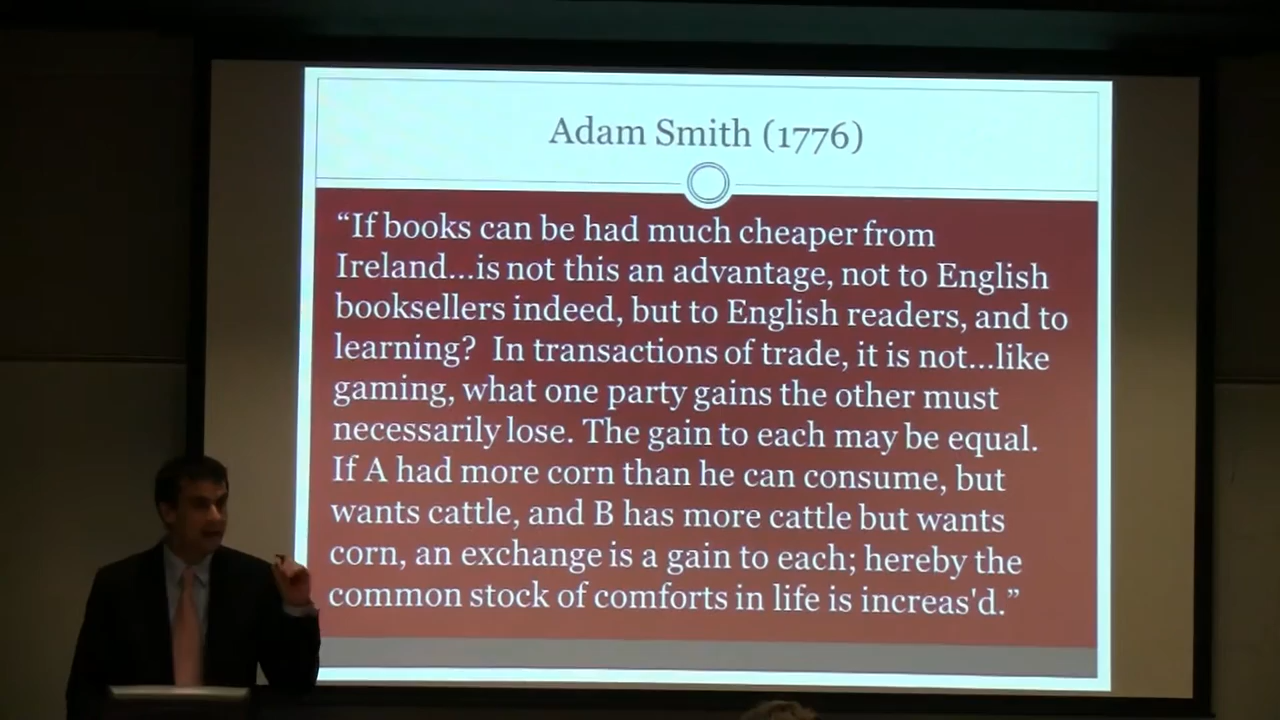 Adam Smith (1776)
“If books can be had much cheaper from
Ireland...is not this an advantage, not to English
booksellers indeed, but to English readers, and to
learning?  In transactions of trade, it is not...like
gaming, what one party gains the other must
necessarily lose. The gain to each may be equal.
If A had more corn than he can consume, but
wants cattle, and B has more cattle but wants
corn, an exchange is a gain to each; hereby the
common stock of comforts in life is increas'd.”